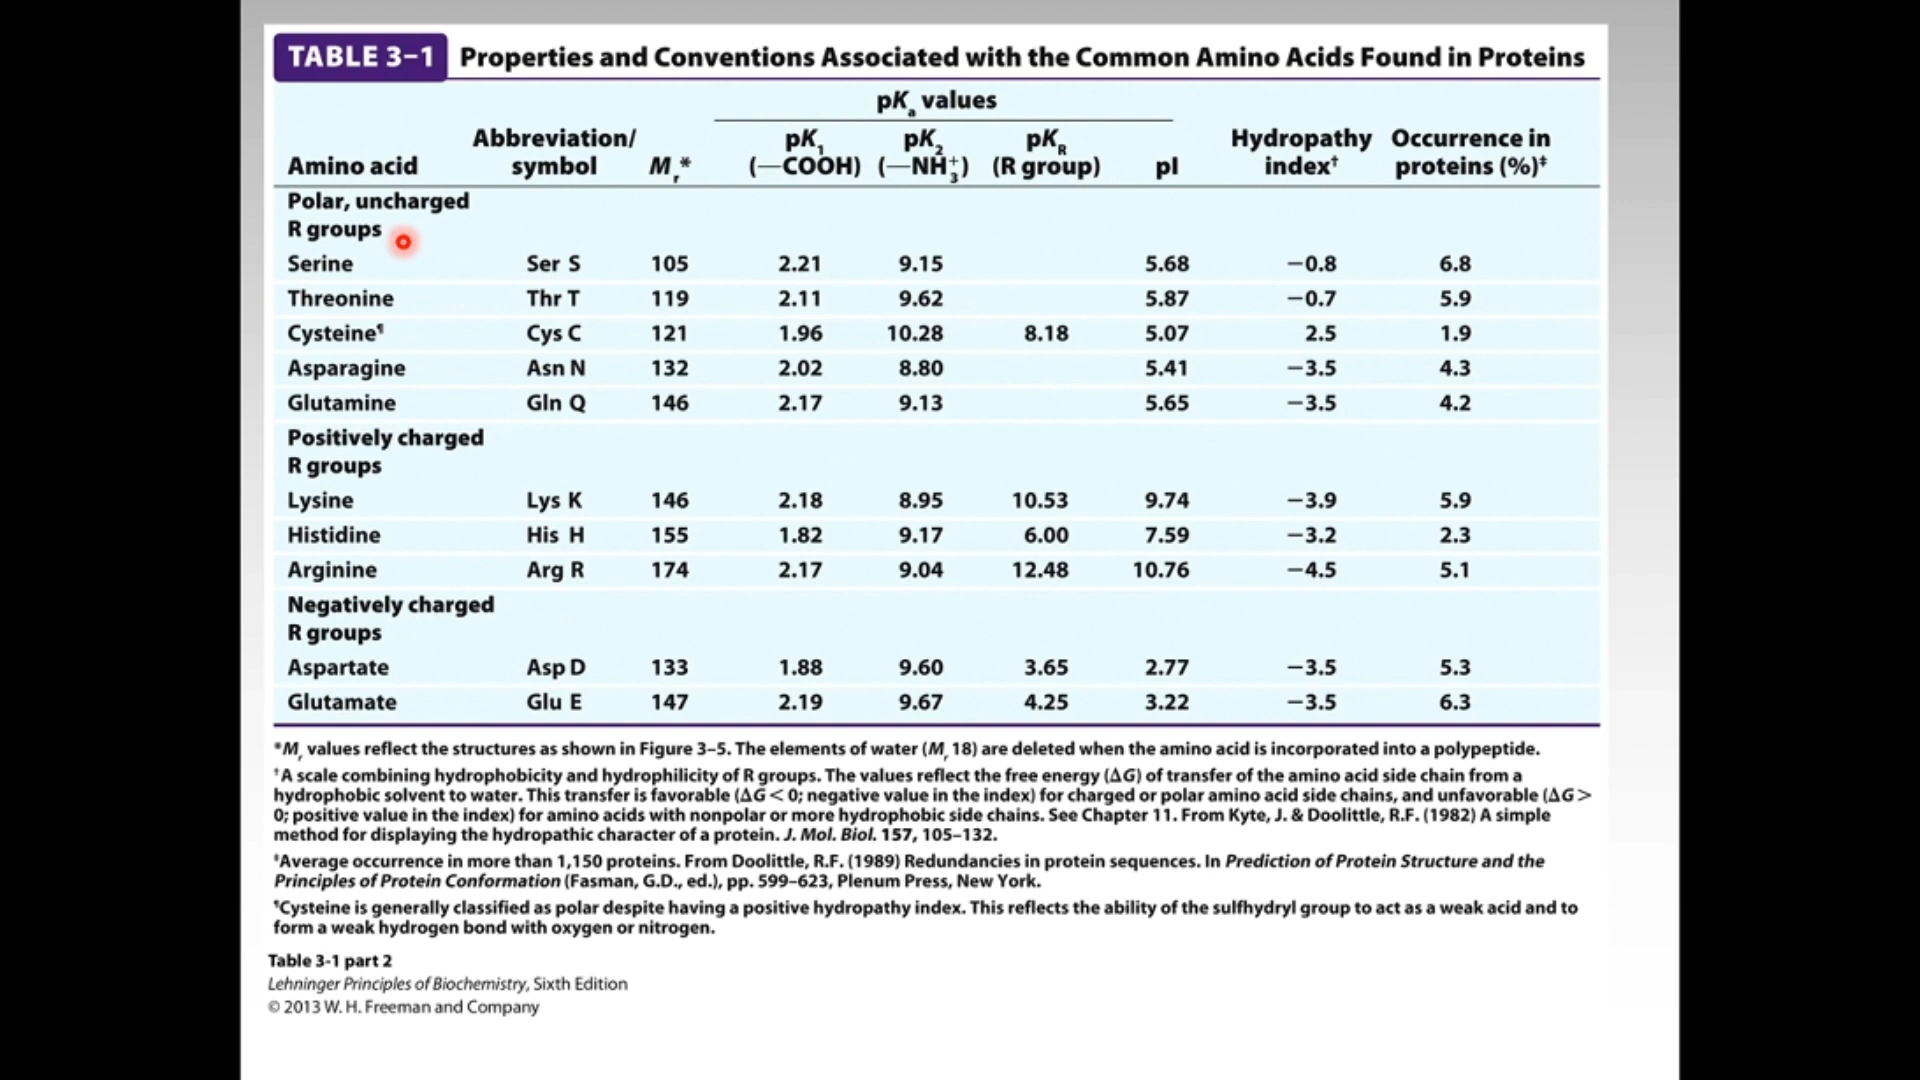 TABLE 3–1 Properties and Conventions Associated with the Common Amino Acids Found in Proteins
pKa values
Amino acid Abbreviation/ symbol Mr* pK1 (—COOH) pK2 (—NH3+) pKR (R group) pI Hydropathy index† Occurrence in proteins (%)‡
Polar, uncharged
R groups
Serine Ser S 105 2.21 9.15 5.68 −0.8 6.8
Threonine Thr T 119 2.11 9.62 5.87 −0.7 5.9
Cysteine¶ Cys C 121 1.96 10.28 8.18 5.07 2.5 1.9
Asparagine Asn N 132 2.02 8.80 5.41 −3.5 4.3
Glutamine Gln Q 146 2.17 9.13 5.65 −3.5 4.2
Positively charged
R groups
Lysine Lys K 146 2.18 8.95 10.53 9.74 −3.9 5.9
Histidine His H 155 1.82 9.17 6.00 7.59 −3.2 2.3
Arginine Arg R 174 2.17 9.04 12.48 10.76 −4.5 5.1
Negatively charged
R groups
Aspartate Asp D 133 1.88 9.60 3.65 2.77 −3.5 5.3
Glutamate Glu E 147 2.19 9.67 4.25 3.22 −3.5 6.3
*Mr values reflect the structures as shown in Figure 3–5. The elements of water (Mr 18) are deleted when the amino acid is incorporated into a polypeptide.
†A scale combining hydrophobicity and hydrophilicity of R groups. The values reflect the free energy (ΔG) of transfer of the amino acid side chain from a
hydrophobic solvent to water. This transfer is favorable (ΔG < 0; negative value in the index) for charged or polar amino acid side chains, and unfavorable (ΔG >
0; positive value in the index) for amino acids with nonpolar or more hydrophobic side chains. See Chapter 11. From Kyte, J. & Doolittle, R.F. (1982) A simple
method for displaying the hydropathic character of a protein. J. Mol. Biol. 157, 105–132.
‡Average occurrence in more than 1,150 proteins. From Doolittle, R.F. (1989) Redundancies in protein sequences. In Prediction of Protein Structure and the
Principles of Protein Conformation (Fasman, G.D., ed.), pp. 599–623, Plenum Press, New York.
¶Cysteine is generally classified as polar despite having a positive hydropathy index. This reflects the ability of the sulfhydryl group to act as a weak acid and to
form a weak hydrogen bond with oxygen or nitrogen.
Table 3-1 part 2
Lehninger Principles of Biochemistry, Sixth Edition
© 2013 W. H. Freeman and Company